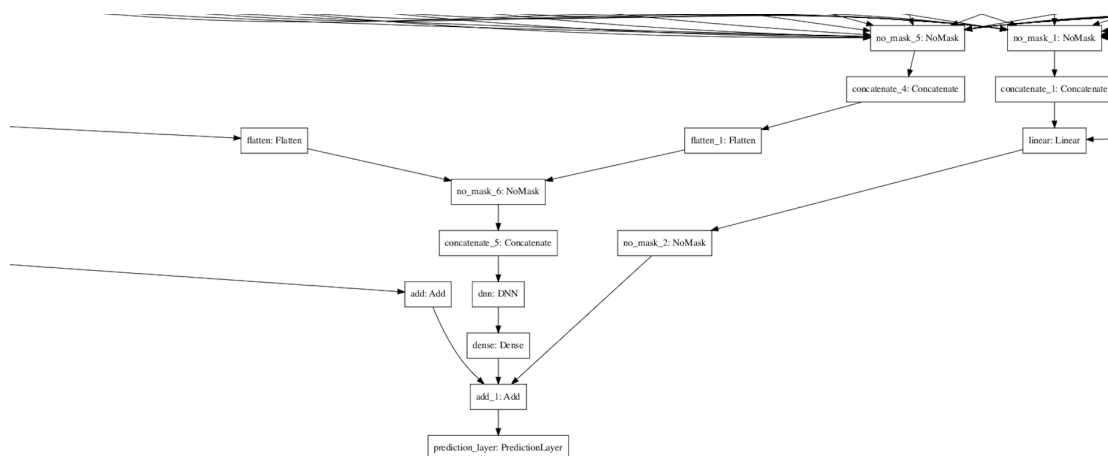 no_mask_5: NoMask
no_mask_1: NoMask
concatenate_4: Concatenate
concatenate_1: Concatenate
flatten: Flatten
flatten_1: Flatten
linear: Linear
no_mask_6: NoMask
concatenate_5: Concatenate
no_mask_2: NoMask
add: Add
dnn: DNN
dense: Dense
add_1: Add
prediction_layer: PredictionLayer